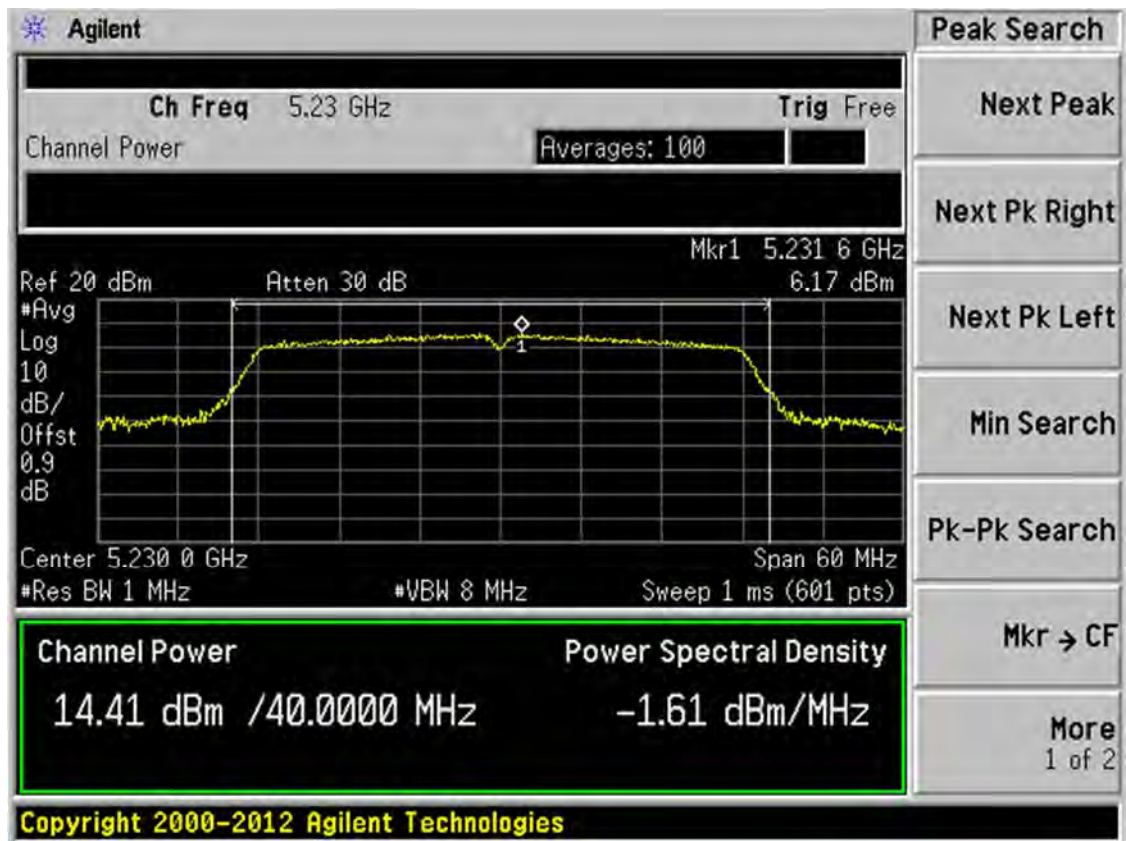 Agilent
Peak Search
Ch Freq 5.23 GHz Trig Free
Channel Power Averages: 100
Mkr1 5.231 6 GHz
Ref 20 dBm Atten 30 dB 6.17 dBm
#Avg
Log
10
dB/
Offst
0.9
dB
1
Center 5.230 0 GHz Span 60 MHz
#Res BW 1 MHz #VBW 8 MHz Sweep 1 ms (601 pts)
Channel Power Power Spectral Density
14.41 dBm /40.0000 MHz -1.61 dBm/MHz
Copyright 2000-2012 Agilent Technologies
Next Peak
Next Pk Right
Next Pk Left
Min Search
Pk-Pk Search
Mkr → CF
More
1 of 2